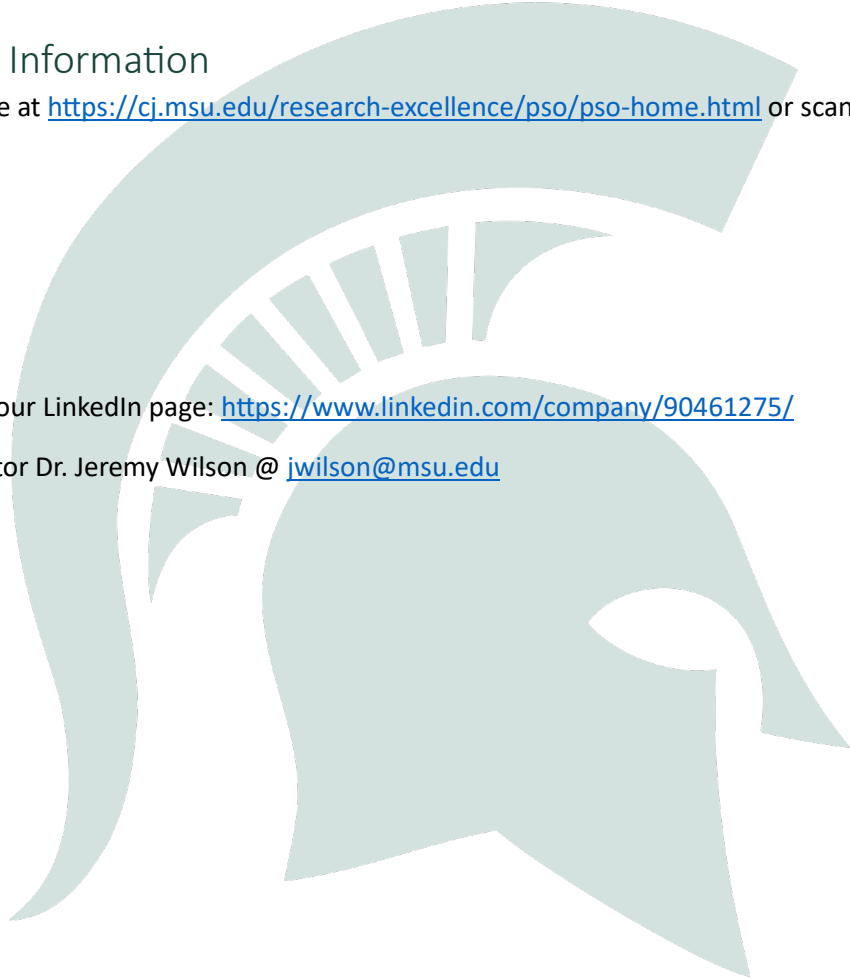 Information
e at https://cj.msu.edu/research-excellence/pso/pso-home.html or scan
our LinkedIn page: https://www.linkedin.com/company/90461275/
tor Dr. Jeremy Wilson @ jwilson@msu.edu